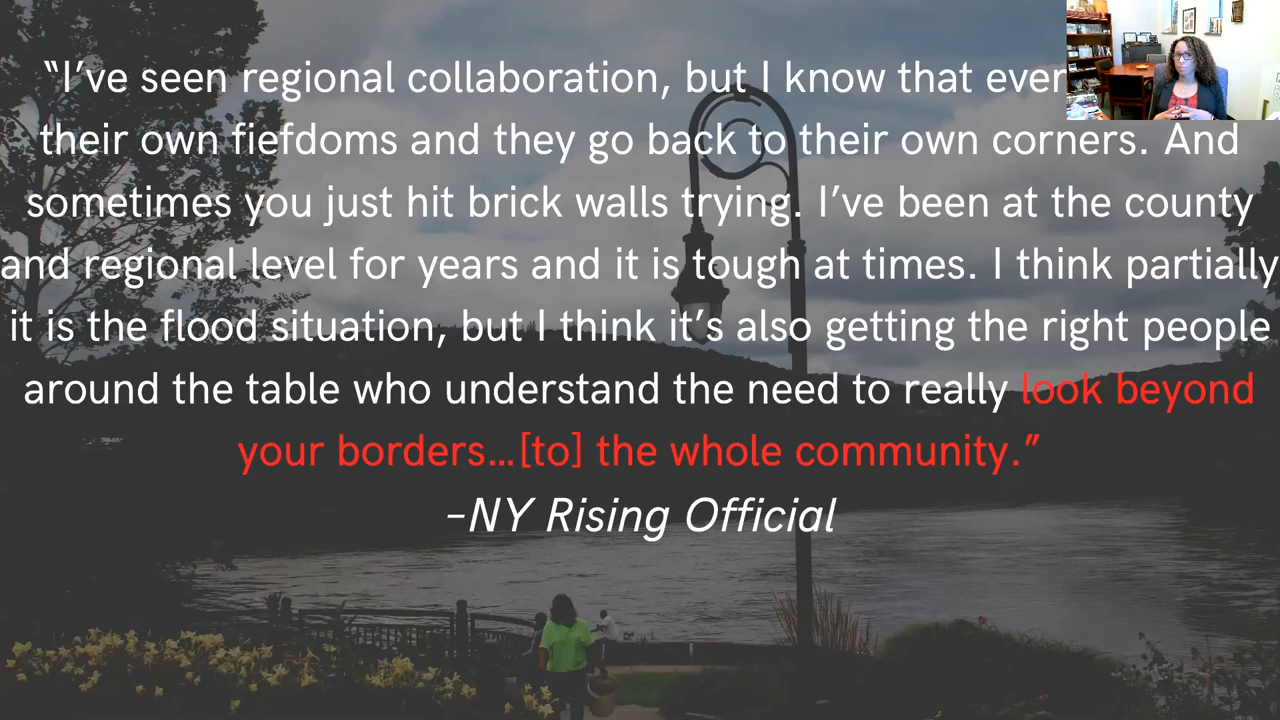 “I’ve seen regional collaboration, but I know that ever
their own fiefdoms and they go back to their own corners. And
sometimes you just hit brick walls trying. I’ve been at the county
and regional level for years and it is tough at times. I think partially
it is the flood situation, but I think it’s also getting the right people
around the table who understand the need to really look beyond
your borders...[to] the whole community.”
–NY Rising Official